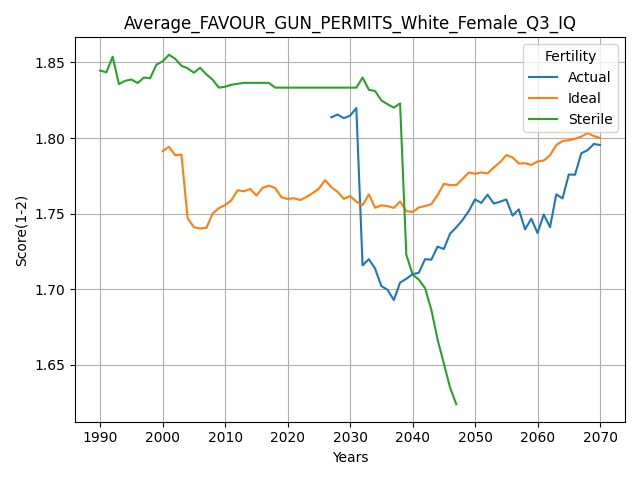 Average_FAVOUR_GUN_PERMITS_White_Female_Q3_IQ
Fertility
Actual
Ideal
Sterile
Score(1-2)
1.85
1.80
1.75
1.70
1.65
1990 2000 2010 2020 2030 2040 2050 2060 2070
Years